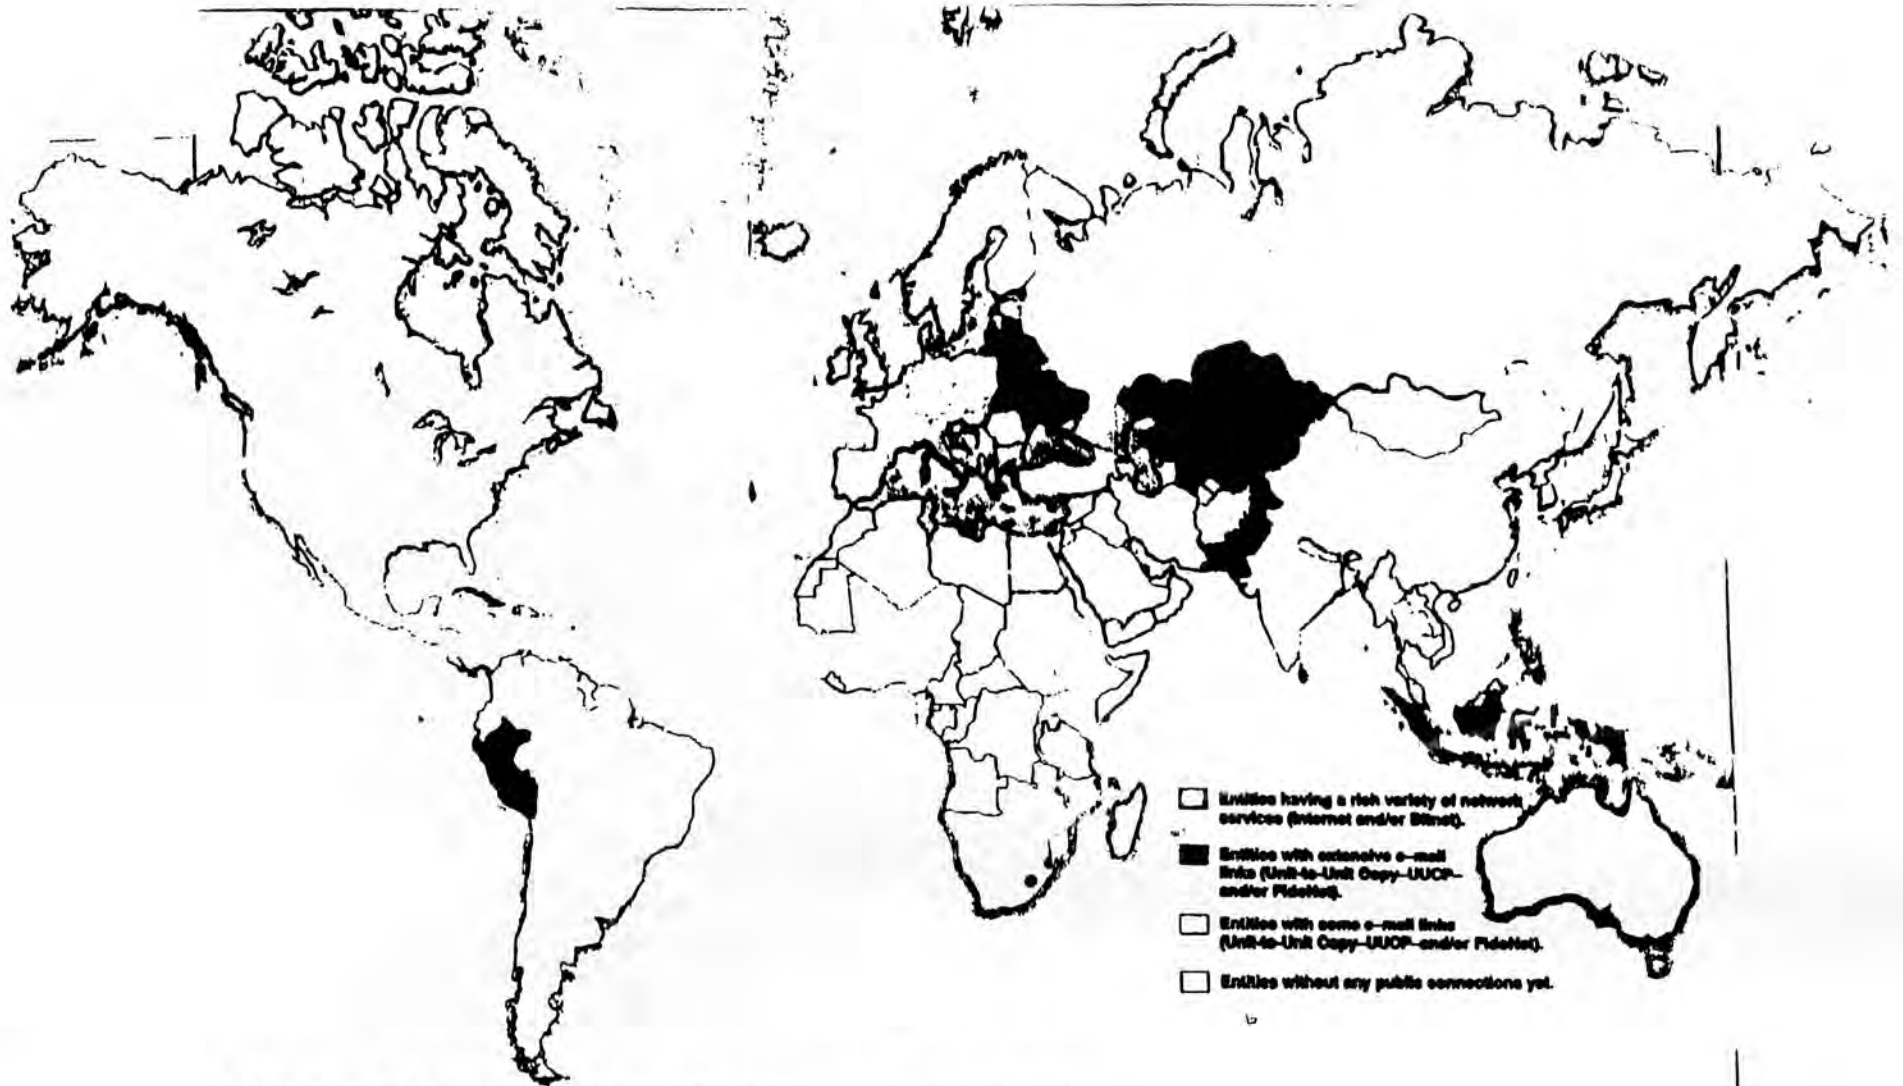 Entities having a rich variety of network
services (Internet and/or Bitnet).
Entities with extensive e-mail
links (Unit-to-Unit Copy-UUCP-
and/or FidoNet).
Entities with some e-mail links
(Unit-to-Unit Copy-UUCP-and/or FidoNet).
Entities without any public connections yet.